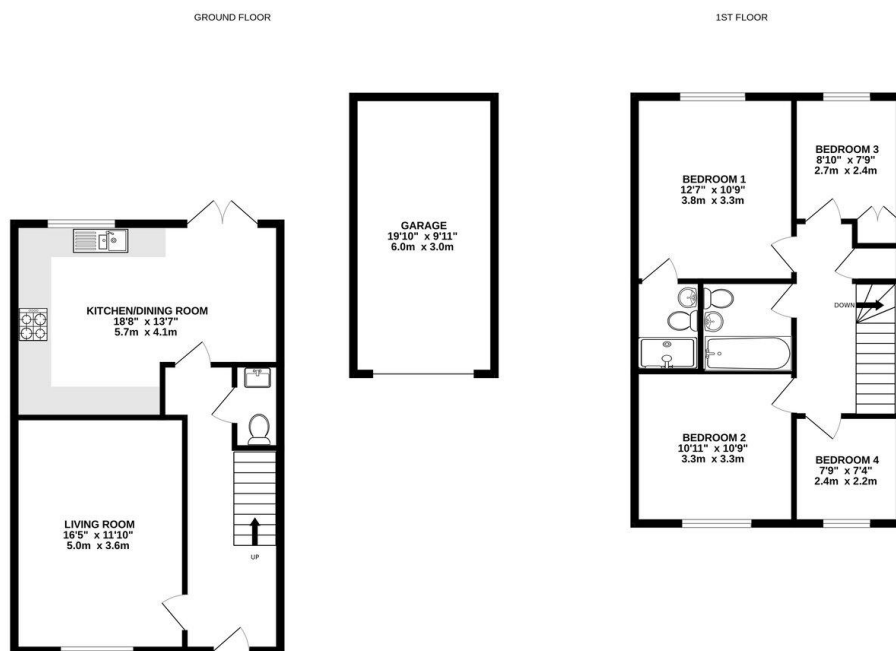 GROUND FLOOR
1ST FLOOR
GARAGE
19'10" x 9'11"
6.0m x 3.0m
KITCHEN/DINING ROOM
18'8" x 13'7"
5.7m x 4.1m
LIVING ROOM
16'5" x 11'10"
5.0m x 3.6m
UP
BEDROOM 1
12'7" x 10'9"
3.8m x 3.3m
BEDROOM 3
8'10" x 7'9"
2.7m x 2.4m
DOWN
BEDROOM 2
10'11" x 10'9"
3.3m x 3.3m
BEDROOM 4
7'9" x 7'4"
2.4m x 2.2m